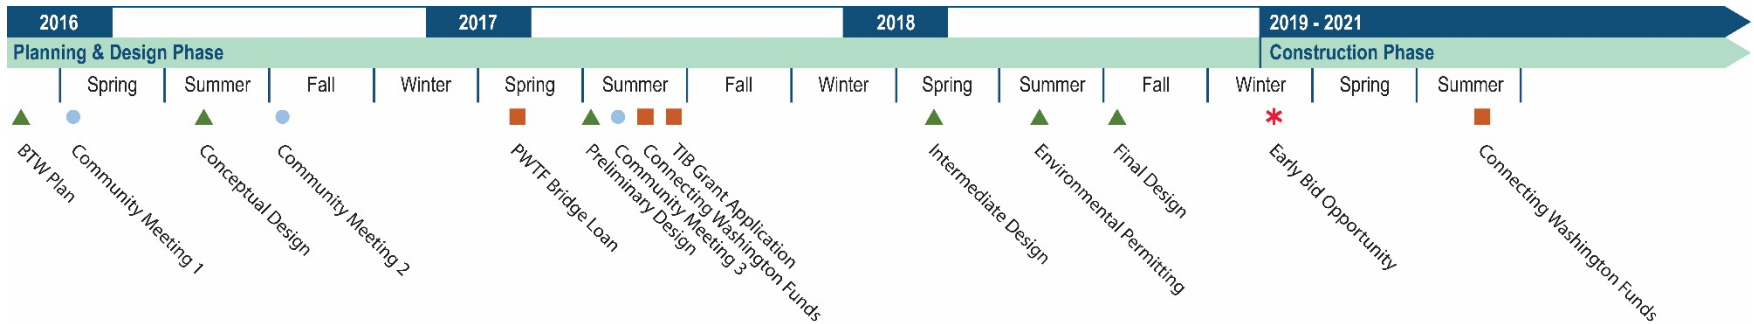 2016
2017
2018
2019 - 2021
Planning & Design Phase
Construction Phase
Spring
Summer
Fall
Winter
Spring
Summer
Fall
Winter
Spring
Summer
Fall
Winter
Spring
Summer
BTW Plan
Community Meeting 1
Conceptual Design
Community Meeting 2
PWTF Bridge Loan
Preliminary Design
Community Meeting 3
Connecting Washington Funds
TIB Grant Application
Intermediate Design
Environmental Permitting
Final Design
Early Bid Opportunity
Connecting Washington Funds